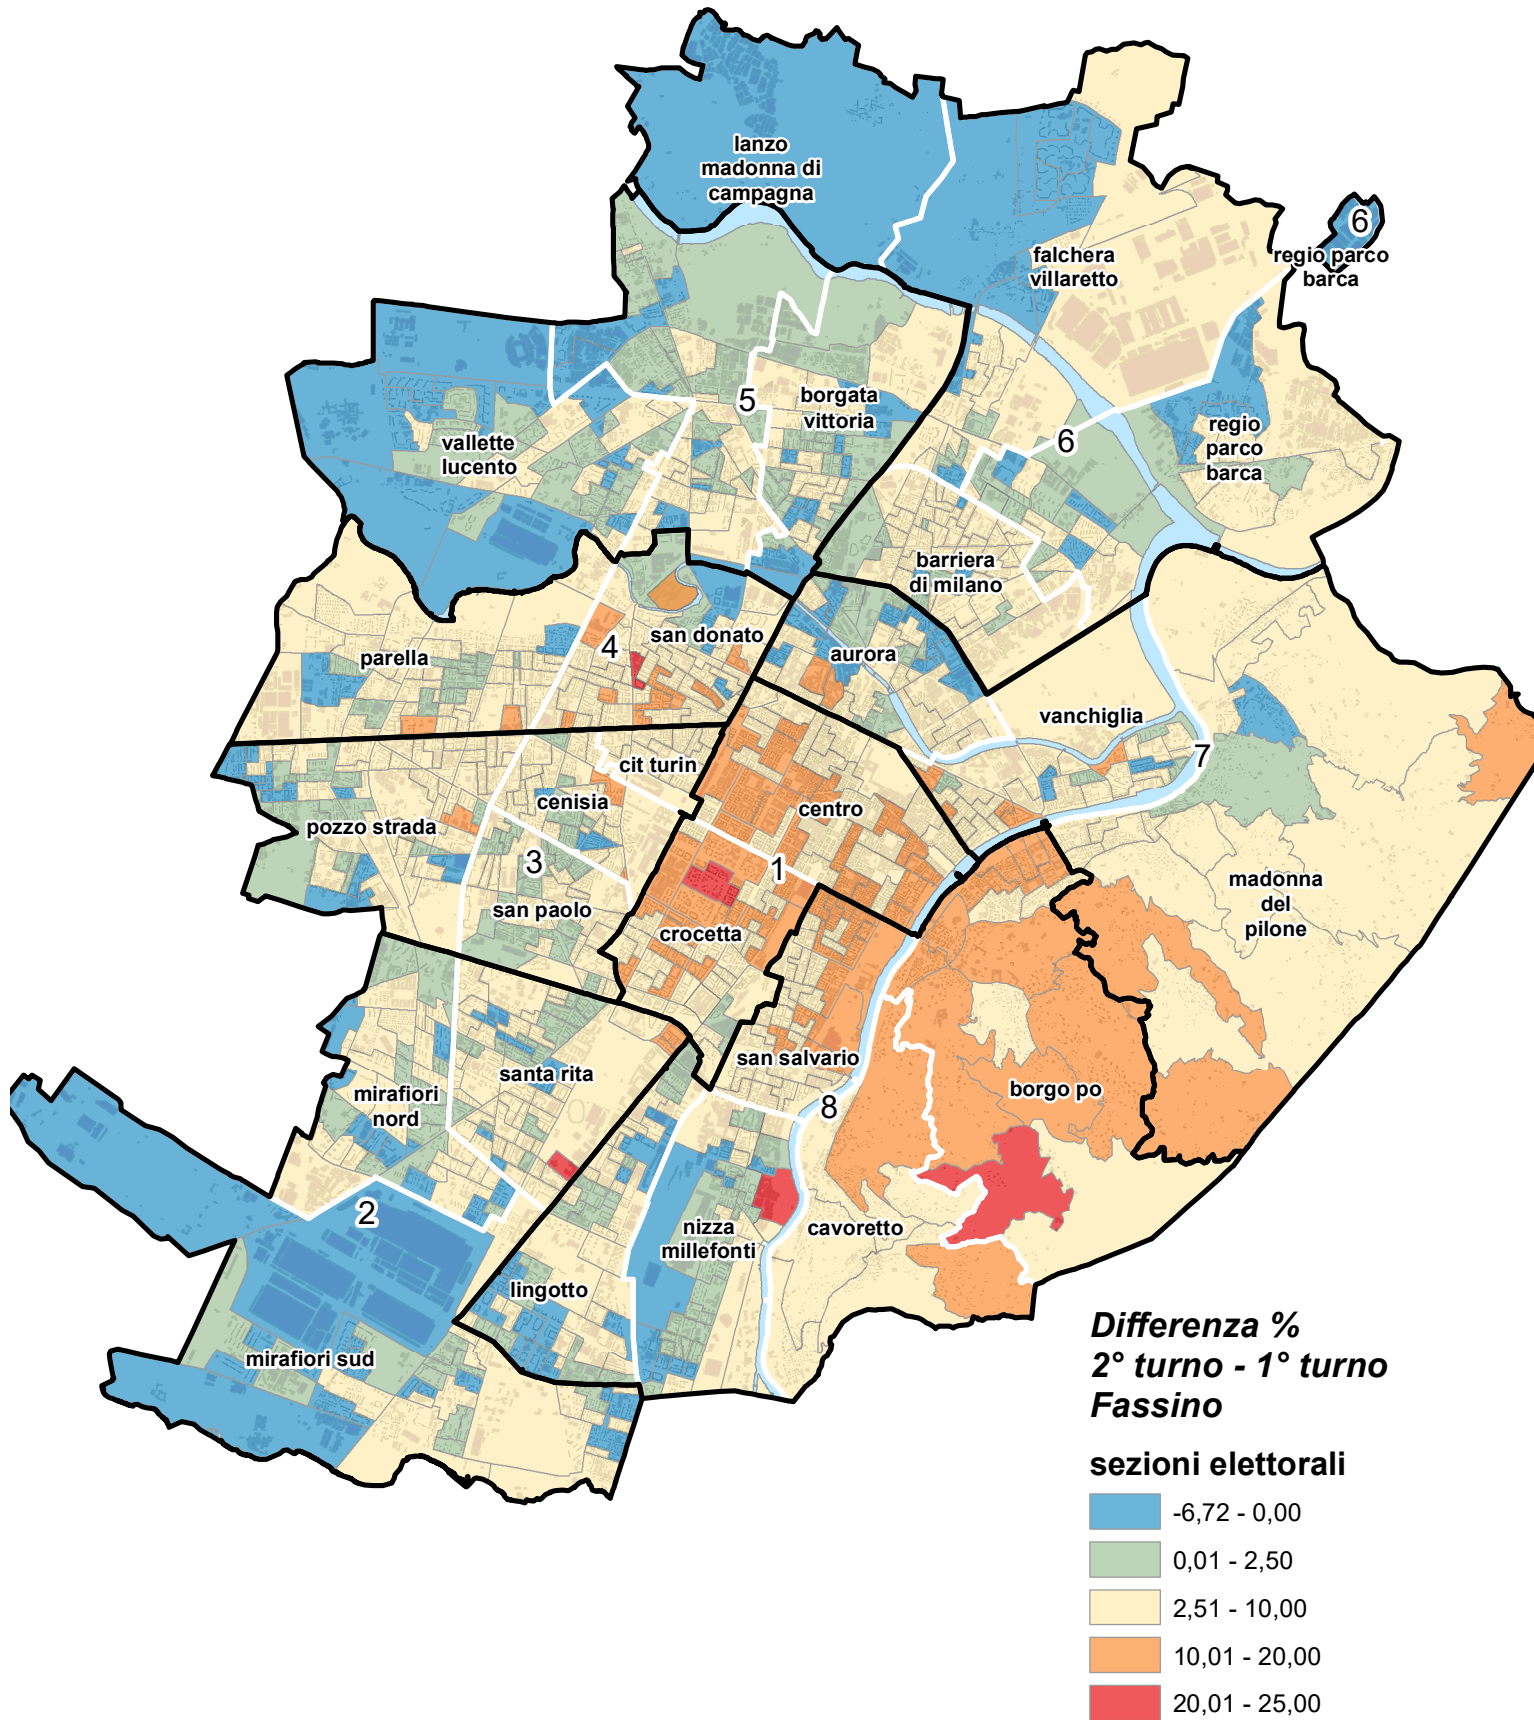 lanzo
madonna di
campagna
6
falchera
villaretto
regio parco
barca
5
borgata
vittoria
vallette
lucento
6
regio
parco
barca
barriera
di milano
4
san donato
parella
aurora
vanchiglia
7
cit turin
cenisia
centro
pozzo strada
3
1
san paolo
crocetta
madonna
del
pilone
san salvario
santa rita
mirafiori
nord
borgo po
8
2
nizza
millefonti
cavoretto
lingotto
mirafiori sud
Differenza %
2° turno - 1° turno
Fassino
sezioni elettorali
-6,72 - 0,00
0,01 - 2,50
2,51 - 10,00
10,01 - 20,00
20,01 - 25,00